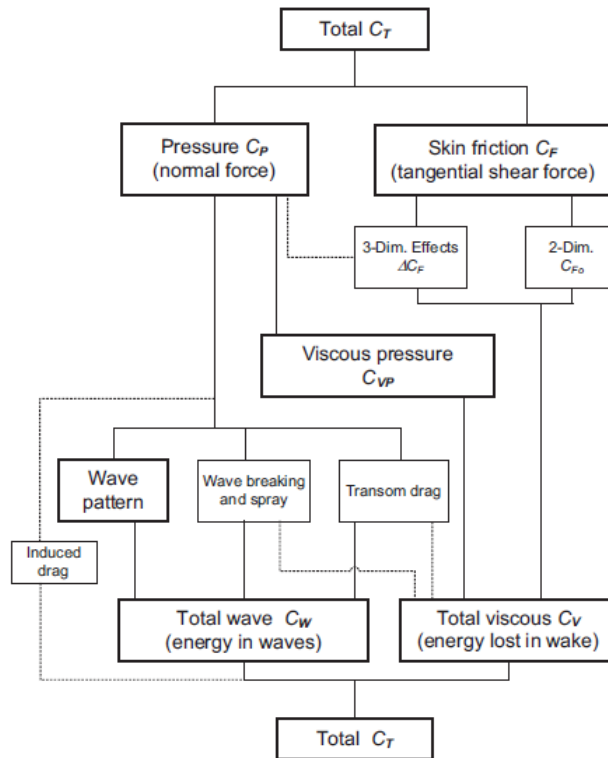 Total C_T
Pressure C_P
(normal force)
Skin friction C_F
(tangential shear force)
3-Dim. Effects
ΔC_F
2-Dim.
C_Fo
Viscous pressure
C_VP
Wave
pattern
Wave breaking
and spray
Transom drag
Induced
drag
Total wave C_W
(energy in waves)
Total viscous C_V
(energy lost in wake)
Total C_T